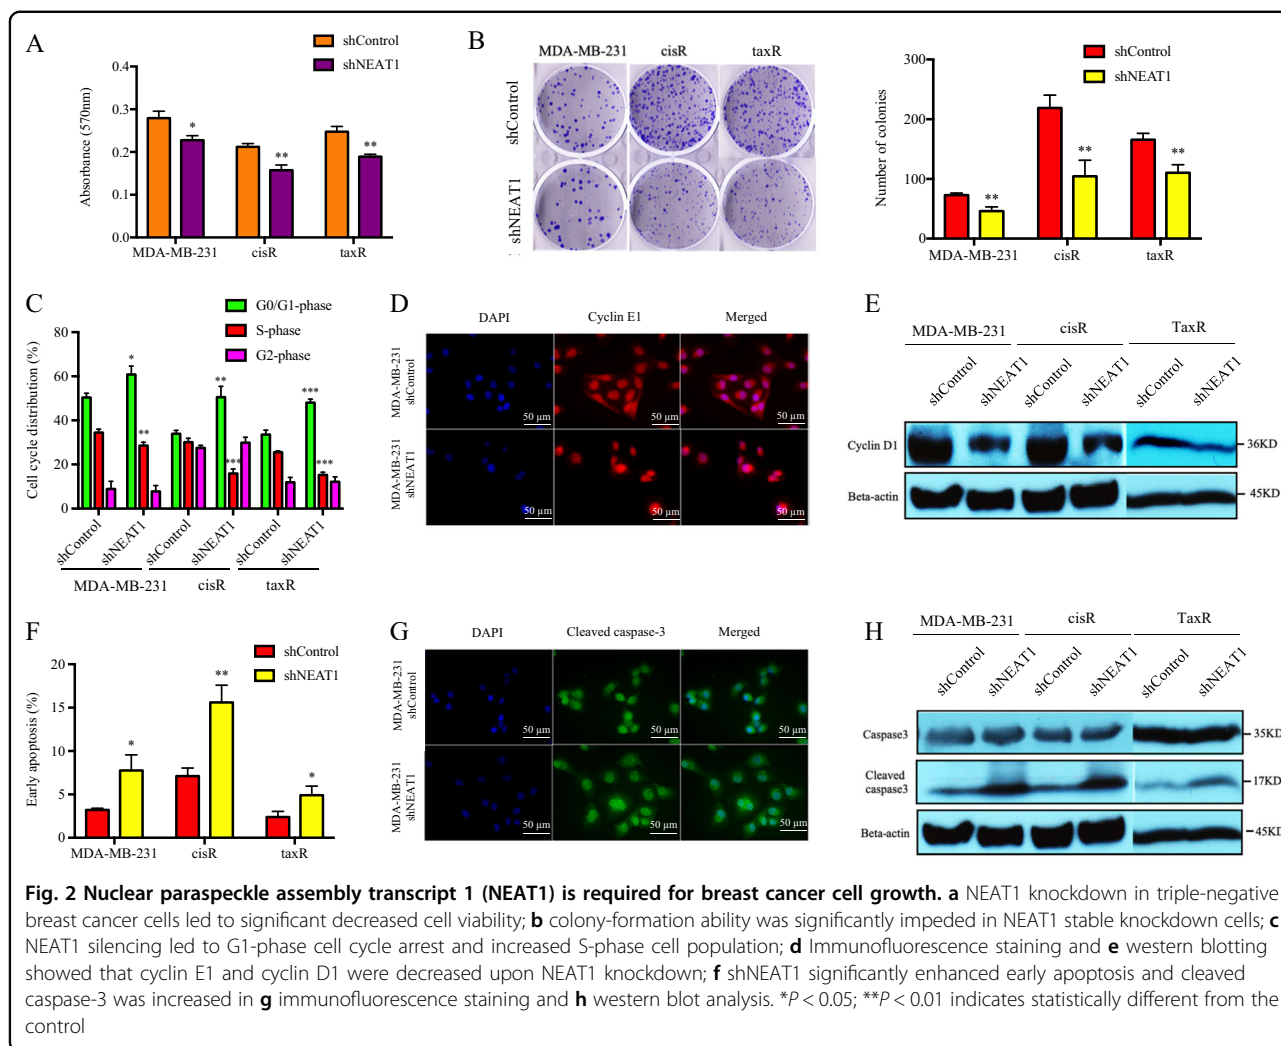 A
shControl
shNEAT1
0.4
0.3
0.2
0.1
0.0
Absorbance (570nm)
*
**
**
MDA-MB-231 cisR taxR
B
MDA-MB-231 cisR taxR
shControl
shNEAT1
shControl
shNEAT1
300
200
100
0
Number of colonies
**
**
**
MDA-MB-231 cisR taxR
C
G0/G1-phase
S-phase
G2-phase
80
60
40
20
0
Cell cycle distribution (%)
*
**
**
***
***
***
shControl shNEAT1 shControl shNEAT1 shControl shNEAT1
MDA-MB-231 cisR taxR
D
DAPI Cyclin E1 Merged
MDA-MB-231
shControl
50 µm 50 µm 50 µm
MDA-MB-231
shNEAT1
50 µm 50 µm 50 µm
E
MDA-MB-231 cisR TaxR
shControl shNEAT1 shControl shNEAT1 shControl shNEAT1
Cyclin D1 36KD
Beta-actin 45KD
F
shControl
shNEAT1
20
15
10
5
0
Early apoptosis (%)
*
**
*
MDA-MB-231 cisR taxR
G
DAPI Cleaved caspase-3 Merged
MDA-MB-231
shControl
50 µm 50 µm 50 µm
MDA-MB-231
shNEAT1
50 µm 50 µm 50 µm
H
MDA-MB-231 cisR TaxR
shControl shNEAT1 shControl shNEAT1 shControl shNEAT1
Caspase3 35KD
Cleaved
caspase3 17KD
Beta-actin 45KD
Fig. 2 Nuclear paraspeckle assembly transcript 1 (NEAT1) is required for breast cancer cell growth. a NEAT1 knockdown in triple-negative
breast cancer cells led to significant decreased cell viability; b colony-formation ability was significantly impeded in NEAT1 stable knockdown cells; c
NEAT1 silencing led to G1-phase cell cycle arrest and increased S-phase cell population; d Immunofluorescence staining and e western blotting
showed that cyclin E1 and cyclin D1 were decreased upon NEAT1 knockdown; f shNEAT1 significantly enhanced early apoptosis and cleaved
caspase-3 was increased in g immunofluorescence staining and h western blot analysis. *P < 0.05; **P < 0.01 indicates statistically different from the
control